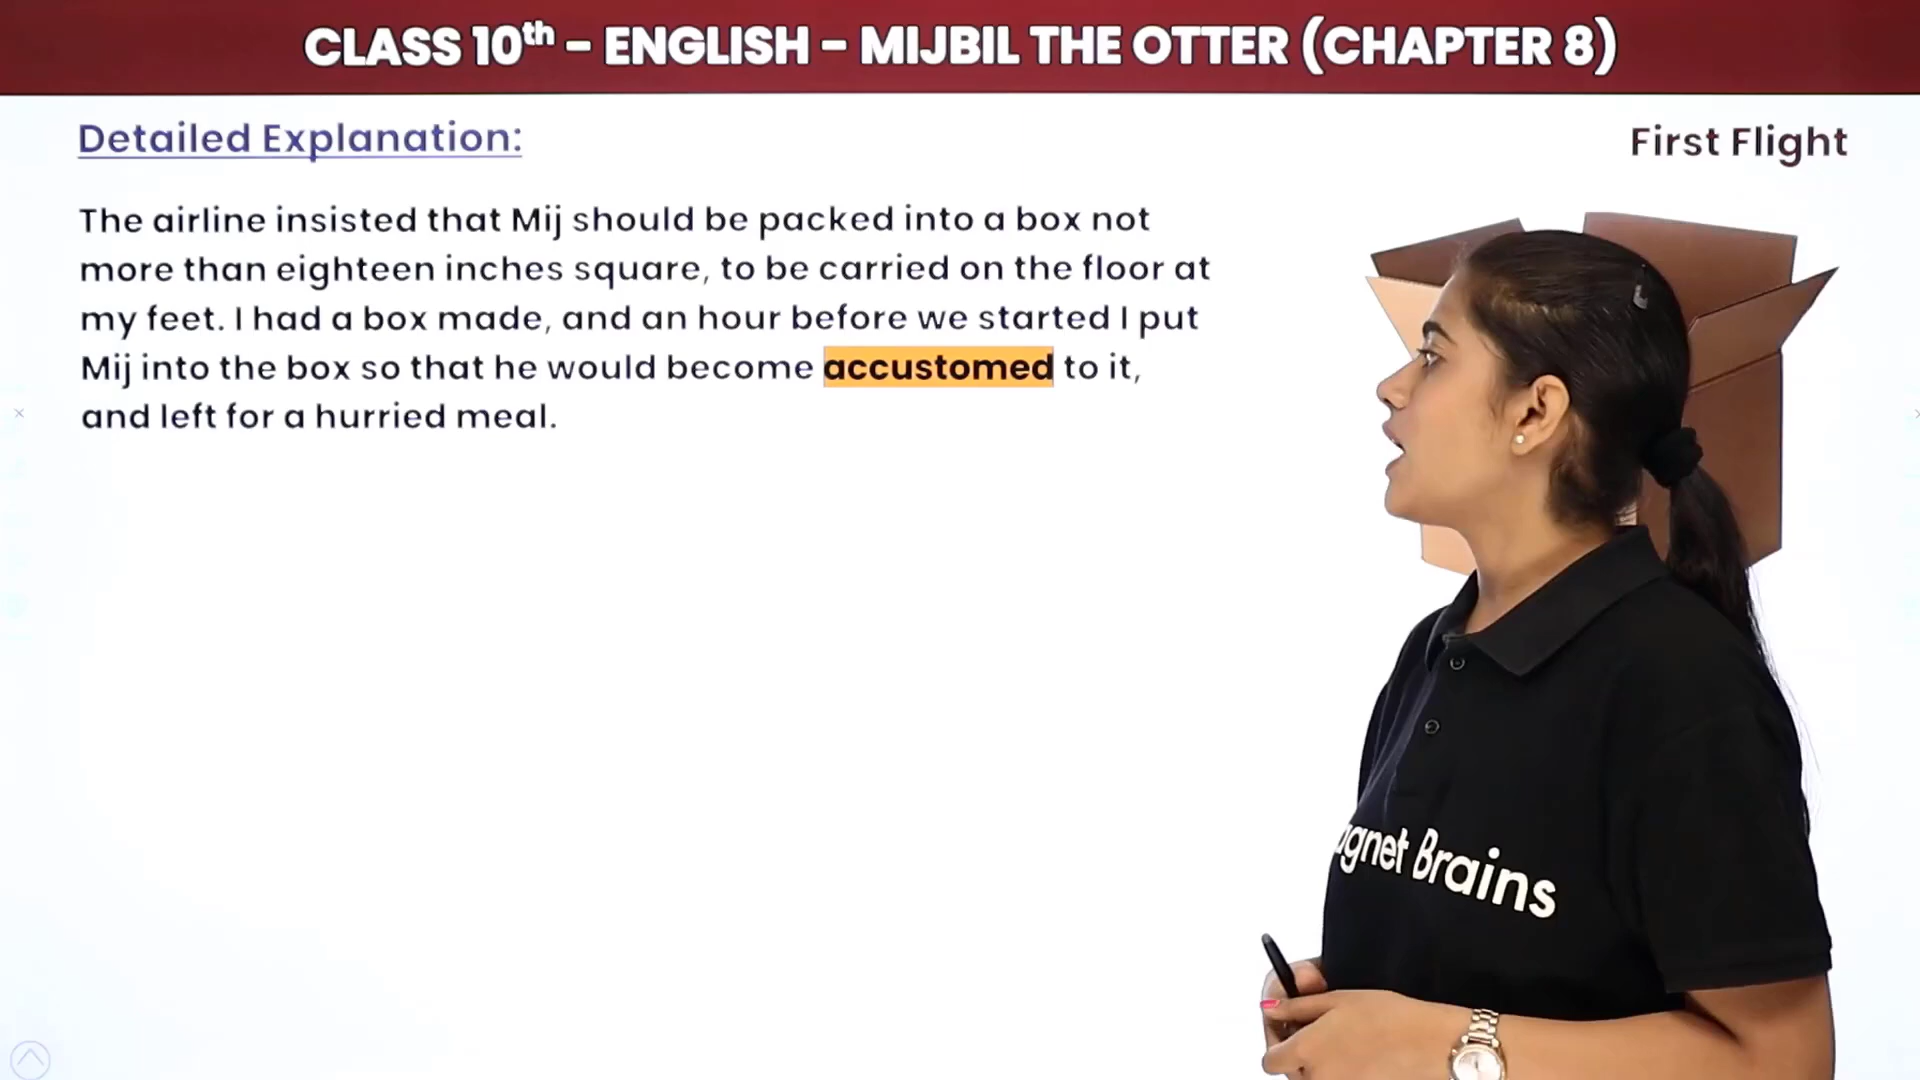 CLASS 10th – ENGLISH – MIJBIL THE OTTER (CHAPTER 8)
Detailed Explanation:
First Flight
The airline insisted that Mij should be packed into a box not
more than eighteen inches square, to be carried on the floor at
my feet. I had a box made, and an hour before we started I put
Mij into the box so that he would become accustomed to it,
and left for a hurried meal.
agnet Brains